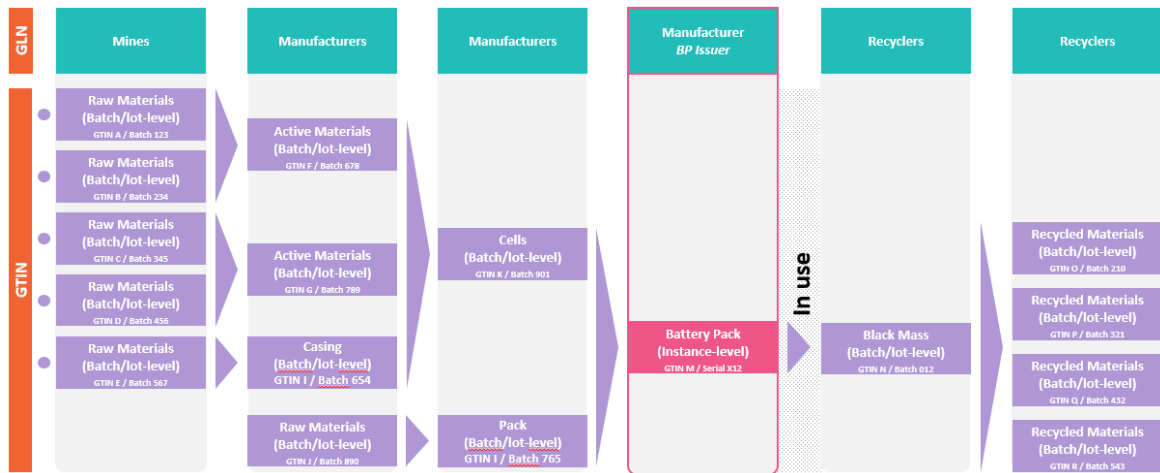 GLN
Mines
Manufacturers
Manufacturers
Manufacturer
BP Issuer
Recyclers
Recyclers
GTIN
Raw Materials
(Batch/lot-level)
GTIN A / Batch 123
Raw Materials
(Batch/lot-level)
GTIN B / Batch 234
Raw Materials
(Batch/lot-level)
GTIN C / Batch 345
Raw Materials
(Batch/lot-level)
GTIN D / Batch 456
Raw Materials
(Batch/lot-level)
GTIN E / Batch 567
Active Materials
(Batch/lot-level)
GTIN F / Batch 678
Active Materials
(Batch/lot-level)
GTIN G / Batch 789
Casing
(Batch/lot-level)
GTIN I / Batch 654
Raw Materials
(Batch/lot-level)
GTIN J / Batch 890
Cells
(Batch/lot-level)
GTIN K / Batch 901
Pack
(Batch/lot-level)
GTIN I / Batch 765
Battery Pack
(Instance-level)
GTIN M / Serial X12
In use
Black Mass
(Batch/lot-level)
GTIN N / Batch 012
Recycled Materials
(Batch/lot-level)
GTIN O / Batch 210
Recycled Materials
(Batch/lot-level)
GTIN P / Batch 321
Recycled Materials
(Batch/lot-level)
GTIN Q / Batch 432
Recycled Materials
(Batch/lot-level)
GTIN R / Batch 543